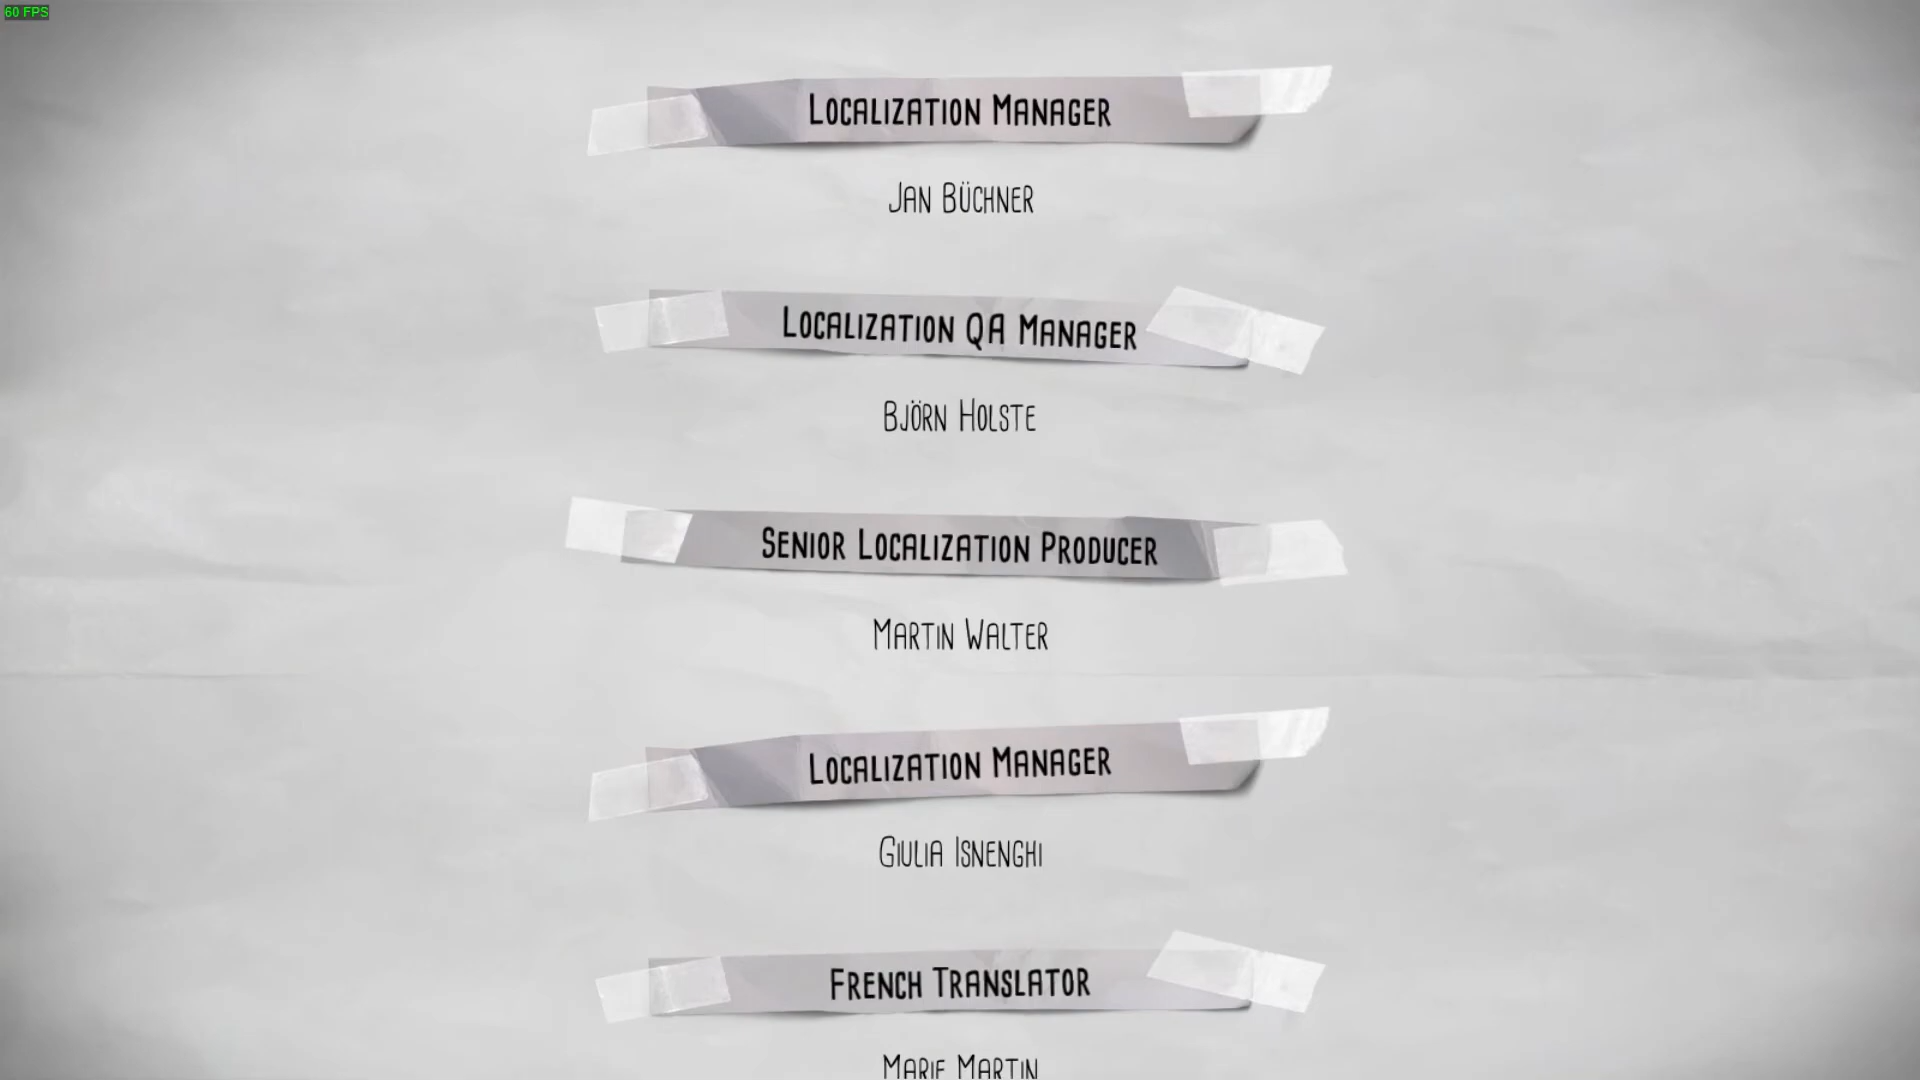 60 FPS
Localization Manager
Jan Büchner
Localization QA Manager
Björn Holste
Senior Localization Producer
Martin Walter
Localization Manager
Giulia Isnenghi
French Translator
Marie Martin